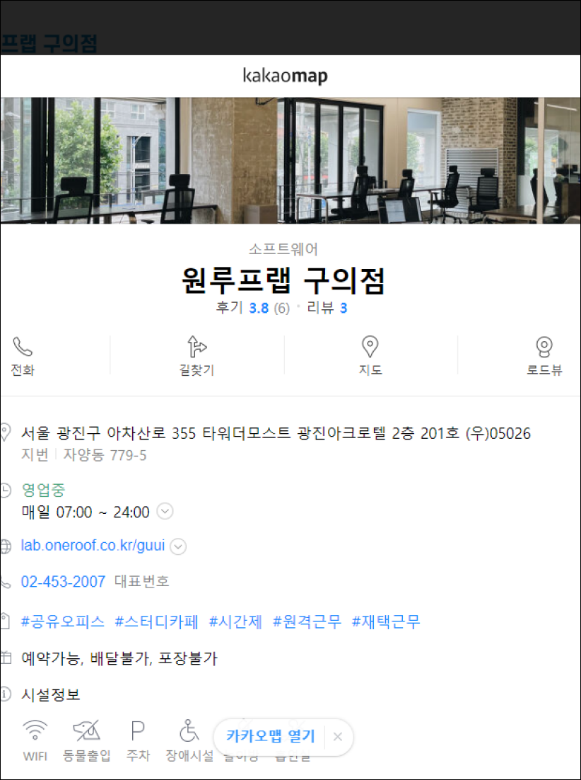 프랩 구의점
kakaomap
소프트웨어
원루프랩 구의점
후기 3.8 (6) · 리뷰 3
전화 길찾기 지도 로드뷰
서울 광진구 아차산로 355 타워더모스트 광진아크로텔 2층 201호 (우)05026
지번 자양동 779-5
영업중
매일 07:00 ~ 24:00
lab.oneroof.co.kr/guui
02-453-2007 대표번호
#공유오피스 #스터디카페 #시간제 #원격근무 #재택근무
예약가능, 배달불가, 포장불가
시설정보
카카오맵 열기
WIFI 동물출입 주차 장애시설